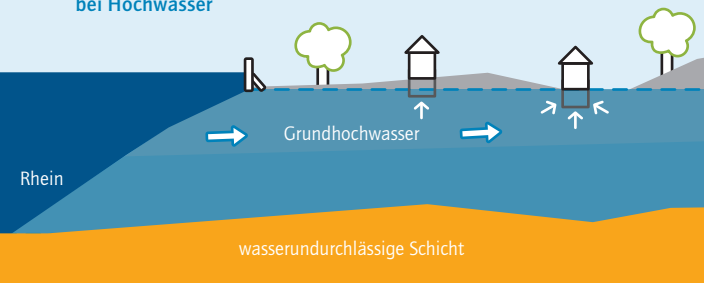 bei Hochwasser
Grundhochwasser
Rhein
wasserundurchlässige Schicht